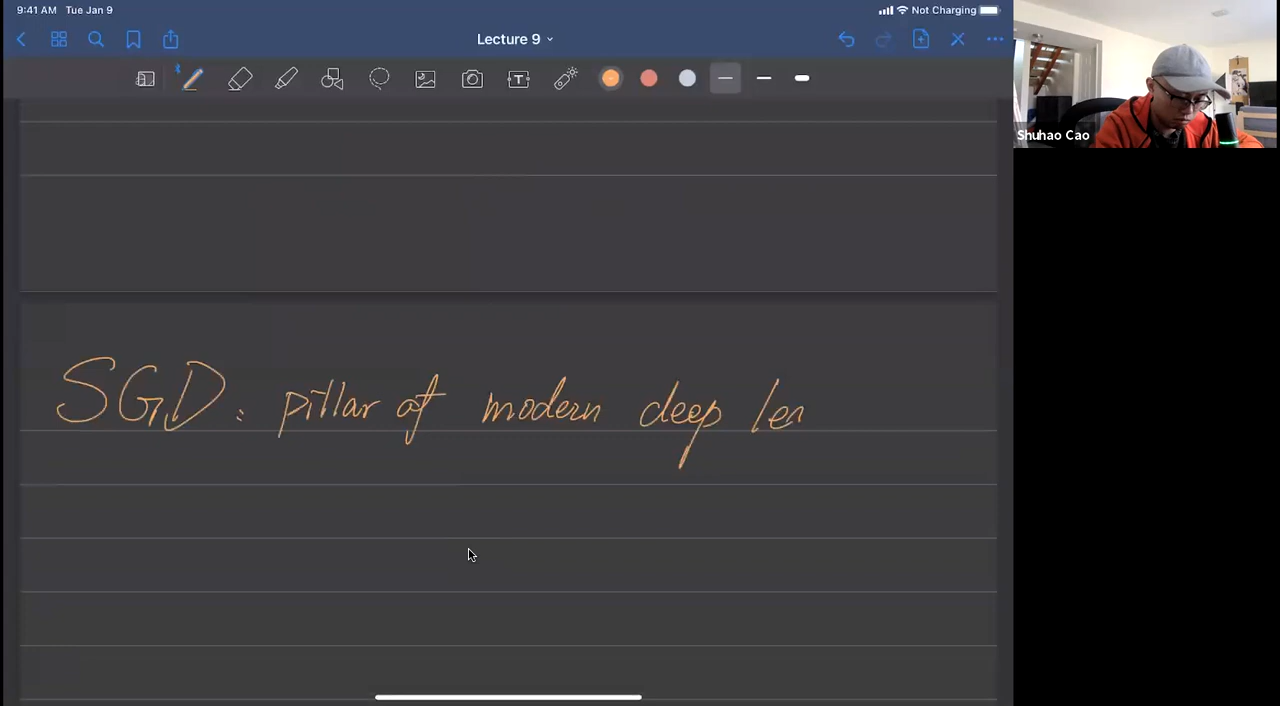 9:41 AM Tue Jan 9
Not Charging
Lecture 9
T
Shuhao Cao
SGD: pillar of modern deep lea